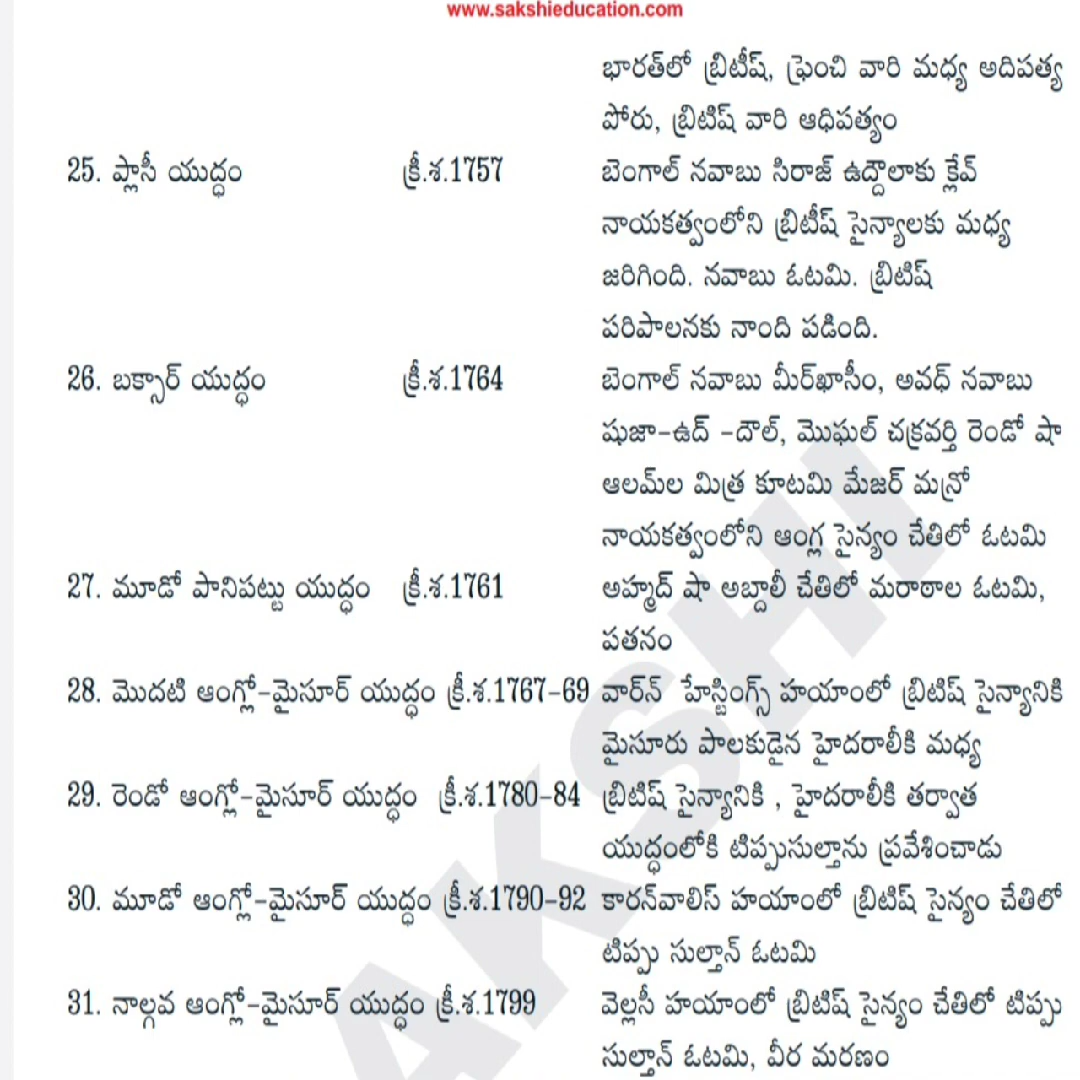 www.sakshieducation.com
భారత్‌లో బ్రిటీష్, ఫ్రెంచి వారి మధ్య అదిపత్య
పోరు, బ్రిటిష్ వారి ఆధిపత్యం
25. ప్లాసీ యుద్ధం క్రీ.శ.1757 బెంగాల్ నవాబు సిరాజ్ ఉద్దౌలాకు క్లేవ్
నాయకత్వంలోని బ్రిటీష్ సైన్యాలకు మధ్య
జరిగింది. నవాబు ఓటమి. బ్రిటిష్
పరిపాలనకు నాంది పడింది.
26. బక్సార్ యుద్ధం క్రీ.శ.1764 బెంగాల్ నవాబు మీర్‌ఖాసీం, అవధ్ నవాబు
షుజా-ఉద్ -దౌల్, మొఘల్ చక్రవర్తి రెండో షా
ఆలమ్‌ల మిత్ర కూటమి మేజర్ మన్రో
నాయకత్వంలోని ఆంగ్ల సైన్యం చేతిలో ఓటమి
27. మూడో పానిపట్టు యుద్ధం క్రీ.శ.1761 అహ్మద్ షా అబ్దాలీ చేతిలో మరాఠాల ఓటమి,
పతనం
28. మొదటి ఆంగ్లో-మైసూర్ యుద్ధం క్రీ.శ.1767-69 వార్‌న్ హేస్టింగ్స్ హయాంలో బ్రిటిష్ సైన్యానికి
మైసూరు పాలకుడైన హైదరాలీకి మధ్య
29. రెండో ఆంగ్లో-మైసూర్ యుద్ధం క్రీ.శ.1780-84 బ్రిటిష్ సైన్యానికి , హైదరాలీకి తర్వాత
యుద్ధంలోకి టిప్పుసుల్తాను ప్రవేశించాడు
30. మూడో ఆంగ్లో-మైసూర్ యుద్ధం క్రీ.శ.1790-92 కారన్‌వాలిస్ హయాంలో బ్రిటిష్ సైన్యం చేతిలో
టిప్పు సుల్తాన్ ఓటమి
31. నాల్గవ ఆంగ్లో-మైసూర్ యుద్ధం క్రీ.శ.1799 వెల్లసీ హయాంలో బ్రిటిష్ సైన్యం చేతిలో టిప్పు
సుల్తాన్ ఓటమి, వీర మరణం
SAKSHI